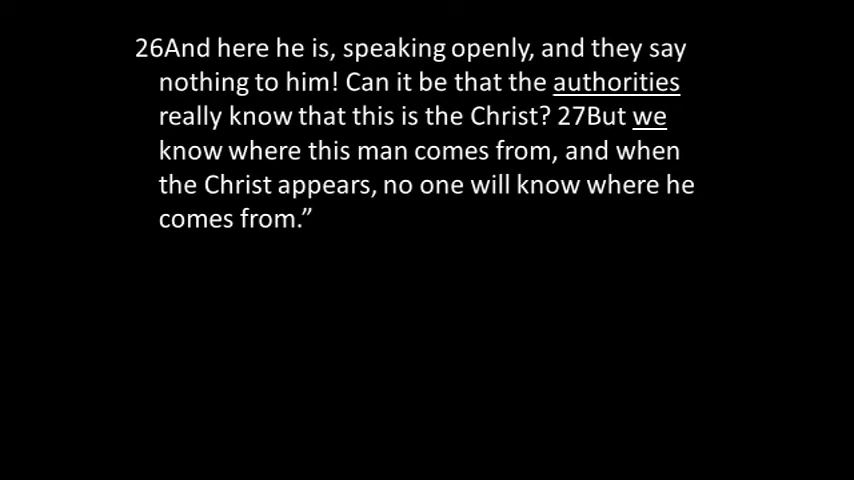 26And here he is, speaking openly, and they say
nothing to him! Can it be that the authorities
really know that this is the Christ? 27But we
know where this man comes from, and when
the Christ appears, no one will know where he
comes from.”